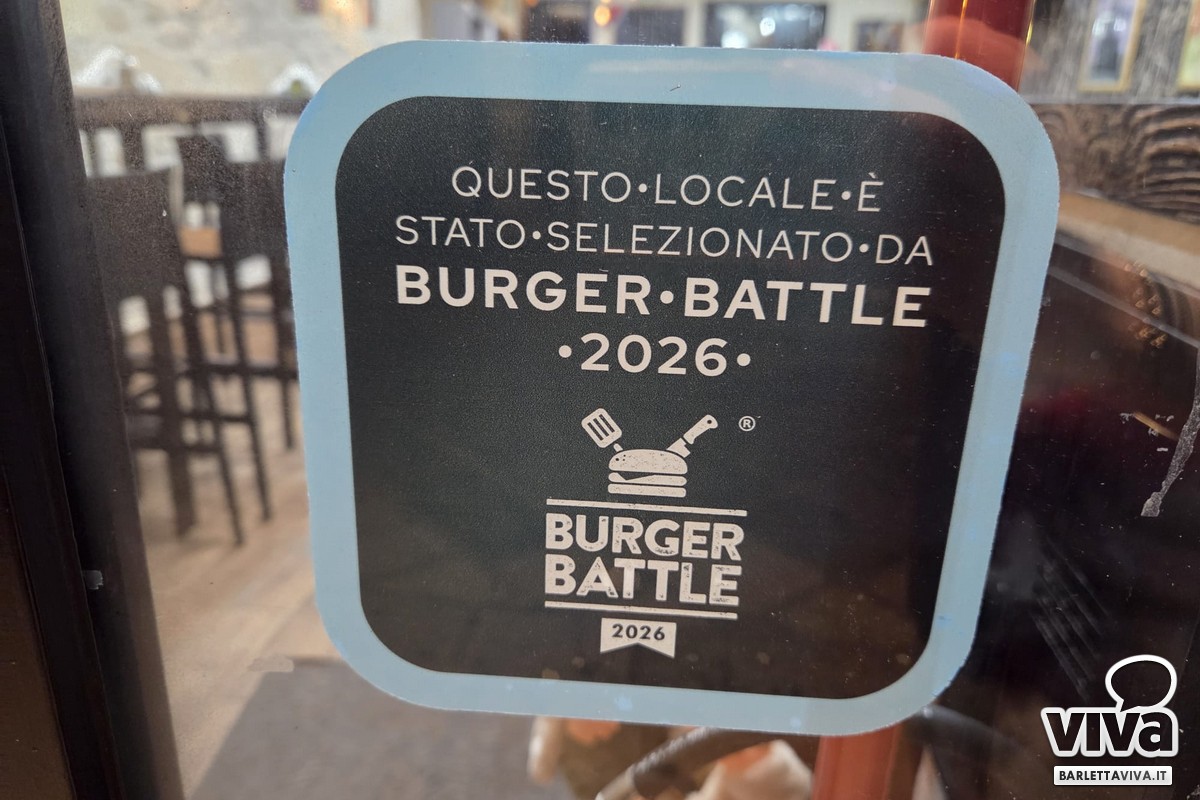 QUESTO•LOCALE•È
STATO•SELEZIONATO•DA
BURGER•BATTLE
•2026•
®
BURGER
BATTLE
2026
viva
BARLETTAVIVA.IT